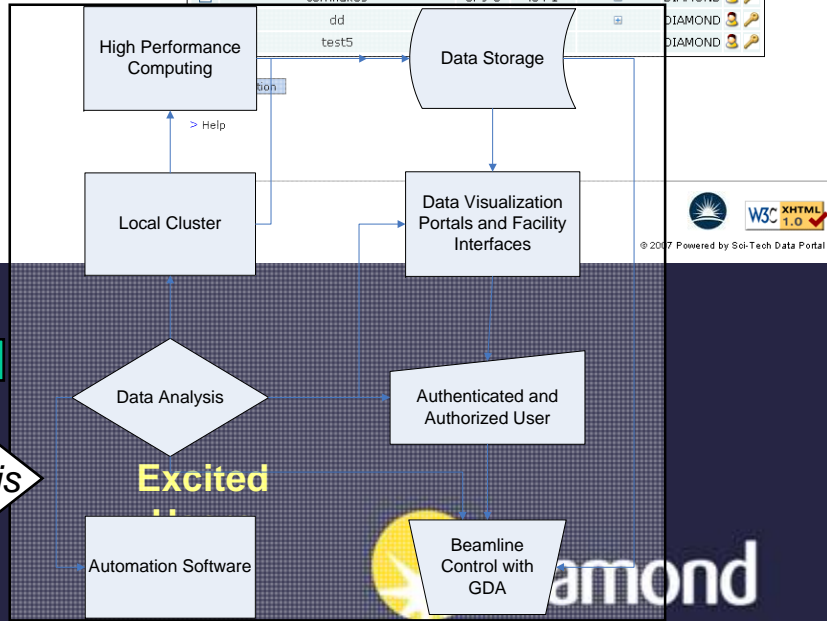 dd
DIAMOND
test5
DIAMOND
High Performance
Computing
Data Storage
> Help
Local Cluster
Data Visualization
Portals and Facility
Interfaces
W3C XHTML
1.0
© 2007 Powered by Sci-Tech Data Portal
Data Analysis
Authenticated and
Authorized User
is
Excited
Automation Software
Beamline
Control with
GDA
amond